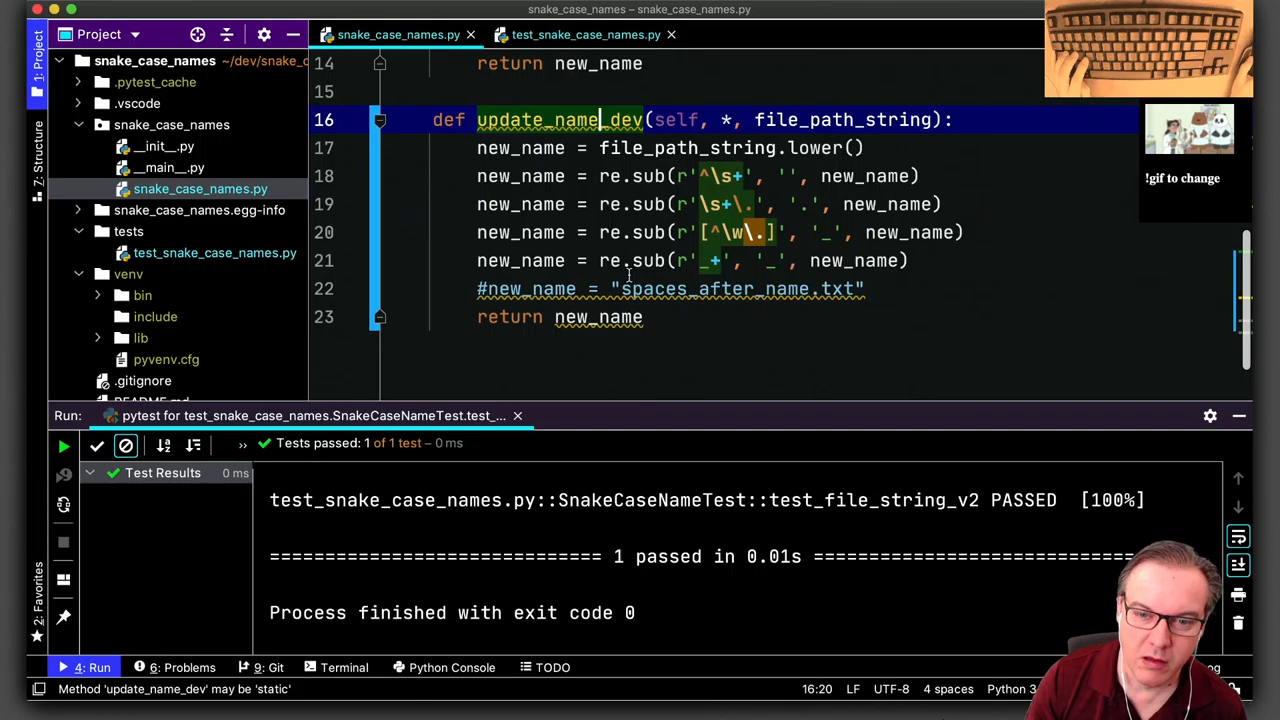 snake_case_names – snake_case_names.py
Project
snake_case_names.py
test_snake_case_names.py
1: Project
7: Structure
2: Favorites
snake_case_names ~/dev/snake_c
.pytest_cache
.vscode
snake_case_names
__init__.py
__main__.py
snake_case_names.py
snake_case_names.egg-info
tests
test_snake_case_names.py
venv
bin
include
lib
pyvenv.cfg
.gitignore
README.md
14 return new_name
15
16 def update_name_dev(self, *, file_path_string):
17 new_name = file_path_string.lower()
18 new_name = re.sub(r'^\s+', '', new_name)
19 new_name = re.sub(r'\s+\.', '.', new_name)
20 new_name = re.sub(r'[^\w\.]', '_', new_name)
21 new_name = re.sub(r'_+', '_', new_name)
22 #new_name = "spaces_after_name.txt"
23 return new_name
!gif to change
Run: pytest for test_snake_case_names.SnakeCaseNameTest.test_...
Tests passed: 1 of 1 test – 0 ms
Test Results 0 ms
test_snake_case_names.py::SnakeCaseNameTest::test_file_string_v2 PASSED [100%]
============================= 1 passed in 0.01s =============================
Process finished with exit code 0
4: Run
6: Problems
9: Git
Terminal
Python Console
TODO
Method 'update_name_dev' may be 'static'
16:20 LF UTF-8 4 spaces Python 3